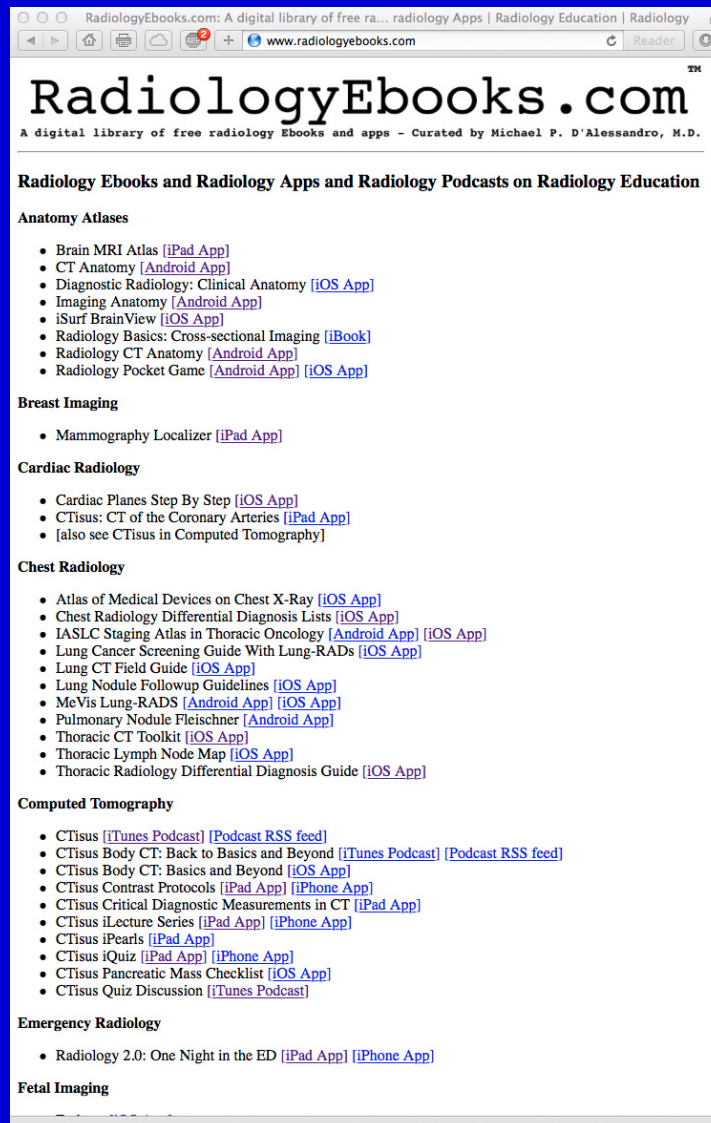 RadiologyEbooks.com: A digital library of free ra... radiology Apps | Radiology Education | Radiology
2
www.radiologyebooks.com
Reader
RadiologyEbooks.com™
A digital library of free radiology Ebooks and apps - Curated by Michael P. D'Alessandro, M.D.
Radiology Ebooks and Radiology Apps and Radiology Podcasts on Radiology Education
Anatomy Atlases
• Brain MRI Atlas [iPad App]
• CT Anatomy [Android App]
• Diagnostic Radiology: Clinical Anatomy [iOS App]
• Imaging Anatomy [Android App]
• iSurf BrainView [iOS App]
• Radiology Basics: Cross-sectional Imaging [iBook]
• Radiology CT Anatomy [Android App]
• Radiology Pocket Game [Android App] [iOS App]
Breast Imaging
• Mammography Localizer [iPad App]
Cardiac Radiology
• Cardiac Planes Step By Step [iOS App]
• CTisus: CT of the Coronary Arteries [iPad App]
• [also see CTisus in Computed Tomography]
Chest Radiology
• Atlas of Medical Devices on Chest X-Ray [iOS App]
• Chest Radiology Differential Diagnosis Lists [iOS App]
• IASLC Staging Atlas in Thoracic Oncology [Android App] [iOS App]
• Lung Cancer Screening Guide With Lung-RADs [iOS App]
• Lung CT Field Guide [iOS App]
• Lung Nodule Followup Guidelines [iOS App]
• MeVis Lung-RADS [Android App] [iOS App]
• Pulmonary Nodule Fleischner [Android App]
• Thoracic CT Toolkit [iOS App]
• Thoracic Lymph Node Map [iOS App]
• Thoracic Radiology Differential Diagnosis Guide [iOS App]
Computed Tomography
• CTisus [iTunes Podcast] [Podcast RSS feed]
• CTisus Body CT: Back to Basics and Beyond [iTunes Podcast] [Podcast RSS feed]
• CTisus Body CT: Basics and Beyond [iOS App]
• CTisus Contrast Protocols [iPad App] [iPhone App]
• CTisus Critical Diagnostic Measurements in CT [iPad App]
• CTisus iLecture Series [iPad App] [iPhone App]
• CTisus iPearls [iPad App]
• CTisus iQuiz [iPad App] [iPhone App]
• CTisus Pancreatic Mass Checklist [iOS App]
• CTisus Quiz Discussion [iTunes Podcast]
Emergency Radiology
• Radiology 2.0: One Night in the ED [iPad App] [iPhone App]
Fetal Imaging